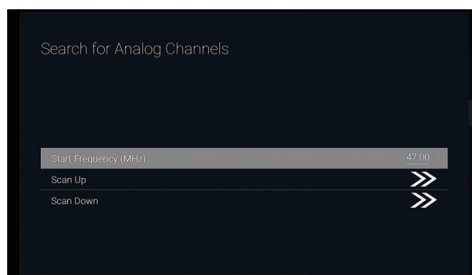 Search for Analog Channels
Start Frequency (MHz) 47.00
Scan Up
Scan Down